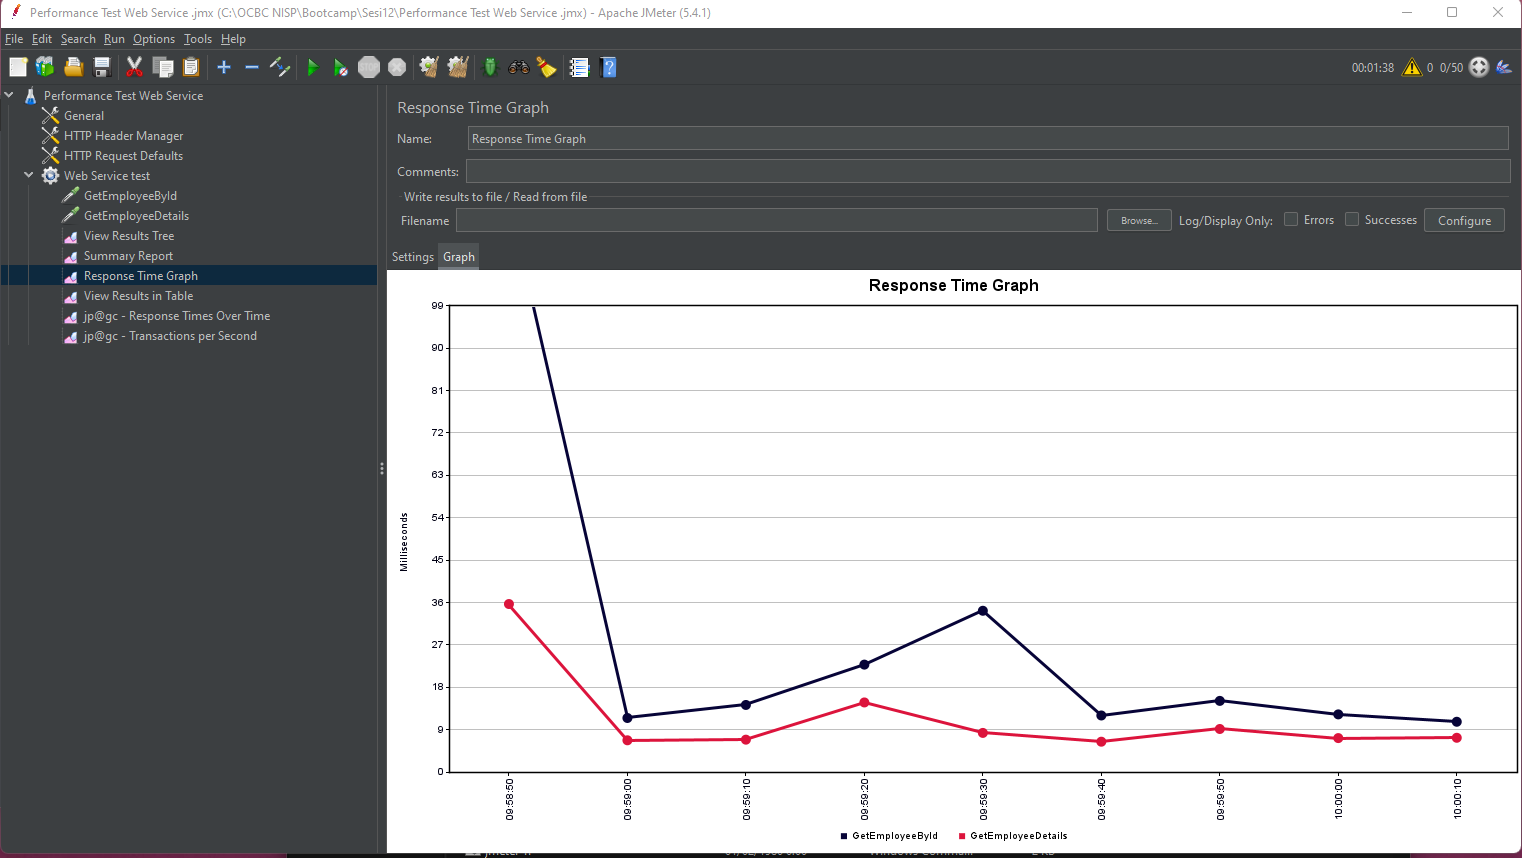 Performance Test Web Service .jmx (C:\OCBC NISP\Bootcamp\Sesi12\Performance Test Web Service .jmx) - Apache JMeter (5.4.1)
File Edit Search Run Options Tools Help
STOP 00:01:38 0 0/50
Performance Test Web Service
General
HTTP Header Manager
HTTP Request Defaults
Web Service test
GetEmployeeById
GetEmployeeDetails
View Results Tree
Summary Report
Response Time Graph
View Results in Table
jp@gc - Response Times Over Time
jp@gc - Transactions per Second
Response Time Graph
Name: Response Time Graph
Comments:
Write results to file / Read from file
Filename Browse... Log/Display Only: Errors Successes Configure
Settings Graph
Response Time Graph
99
90
81
72
63
54
45
36
27
18
9
0
Milliseconds
09:58:50 09:59:00 09:59:10 09:59:20 09:59:30 09:59:40 09:59:50 10:00:00 10:00:10
GetEmployeeById GetEmployeeDetails